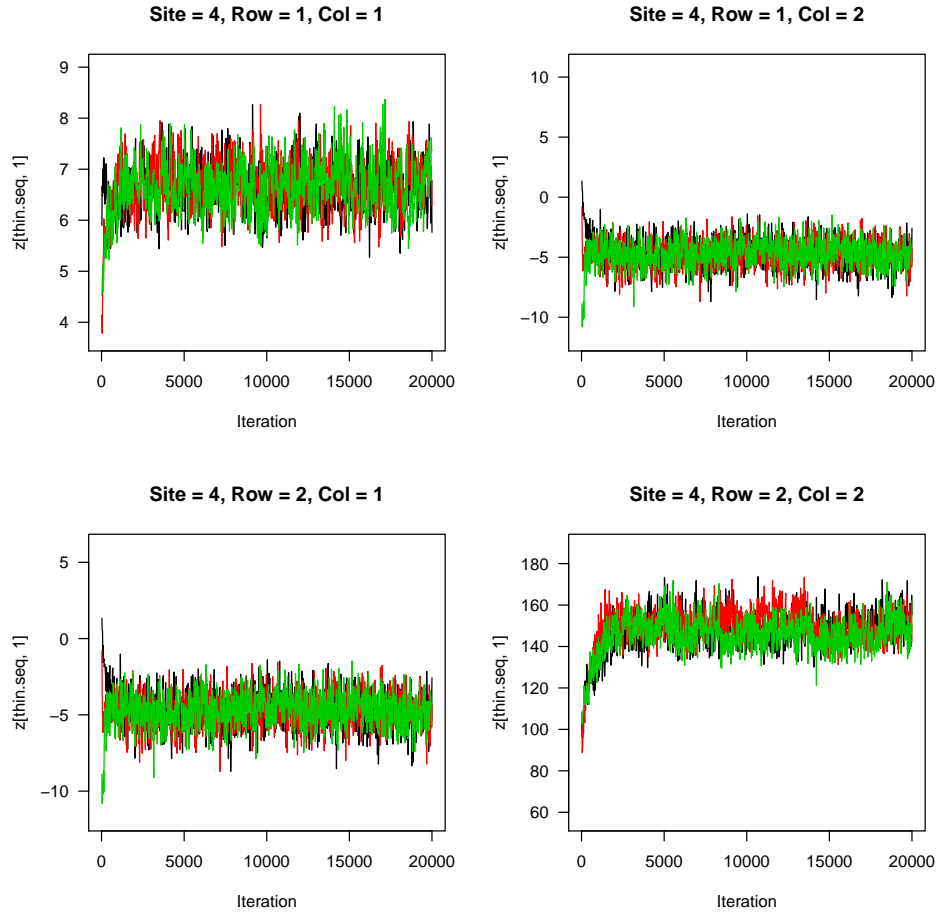 Site = 4, Row = 1, Col = 1
z[thin.seq, 1]
9
8
7
6
5
4
0 5000 10000 15000 20000
Iteration
Site = 4, Row = 1, Col = 2
z[thin.seq, 1]
10
5
0
−5
−10
0 5000 10000 15000 20000
Iteration
Site = 4, Row = 2, Col = 1
z[thin.seq, 1]
5
0
−5
−10
0 5000 10000 15000 20000
Iteration
Site = 4, Row = 2, Col = 2
z[thin.seq, 1]
180
160
140
120
100
80
60
0 5000 10000 15000 20000
Iteration